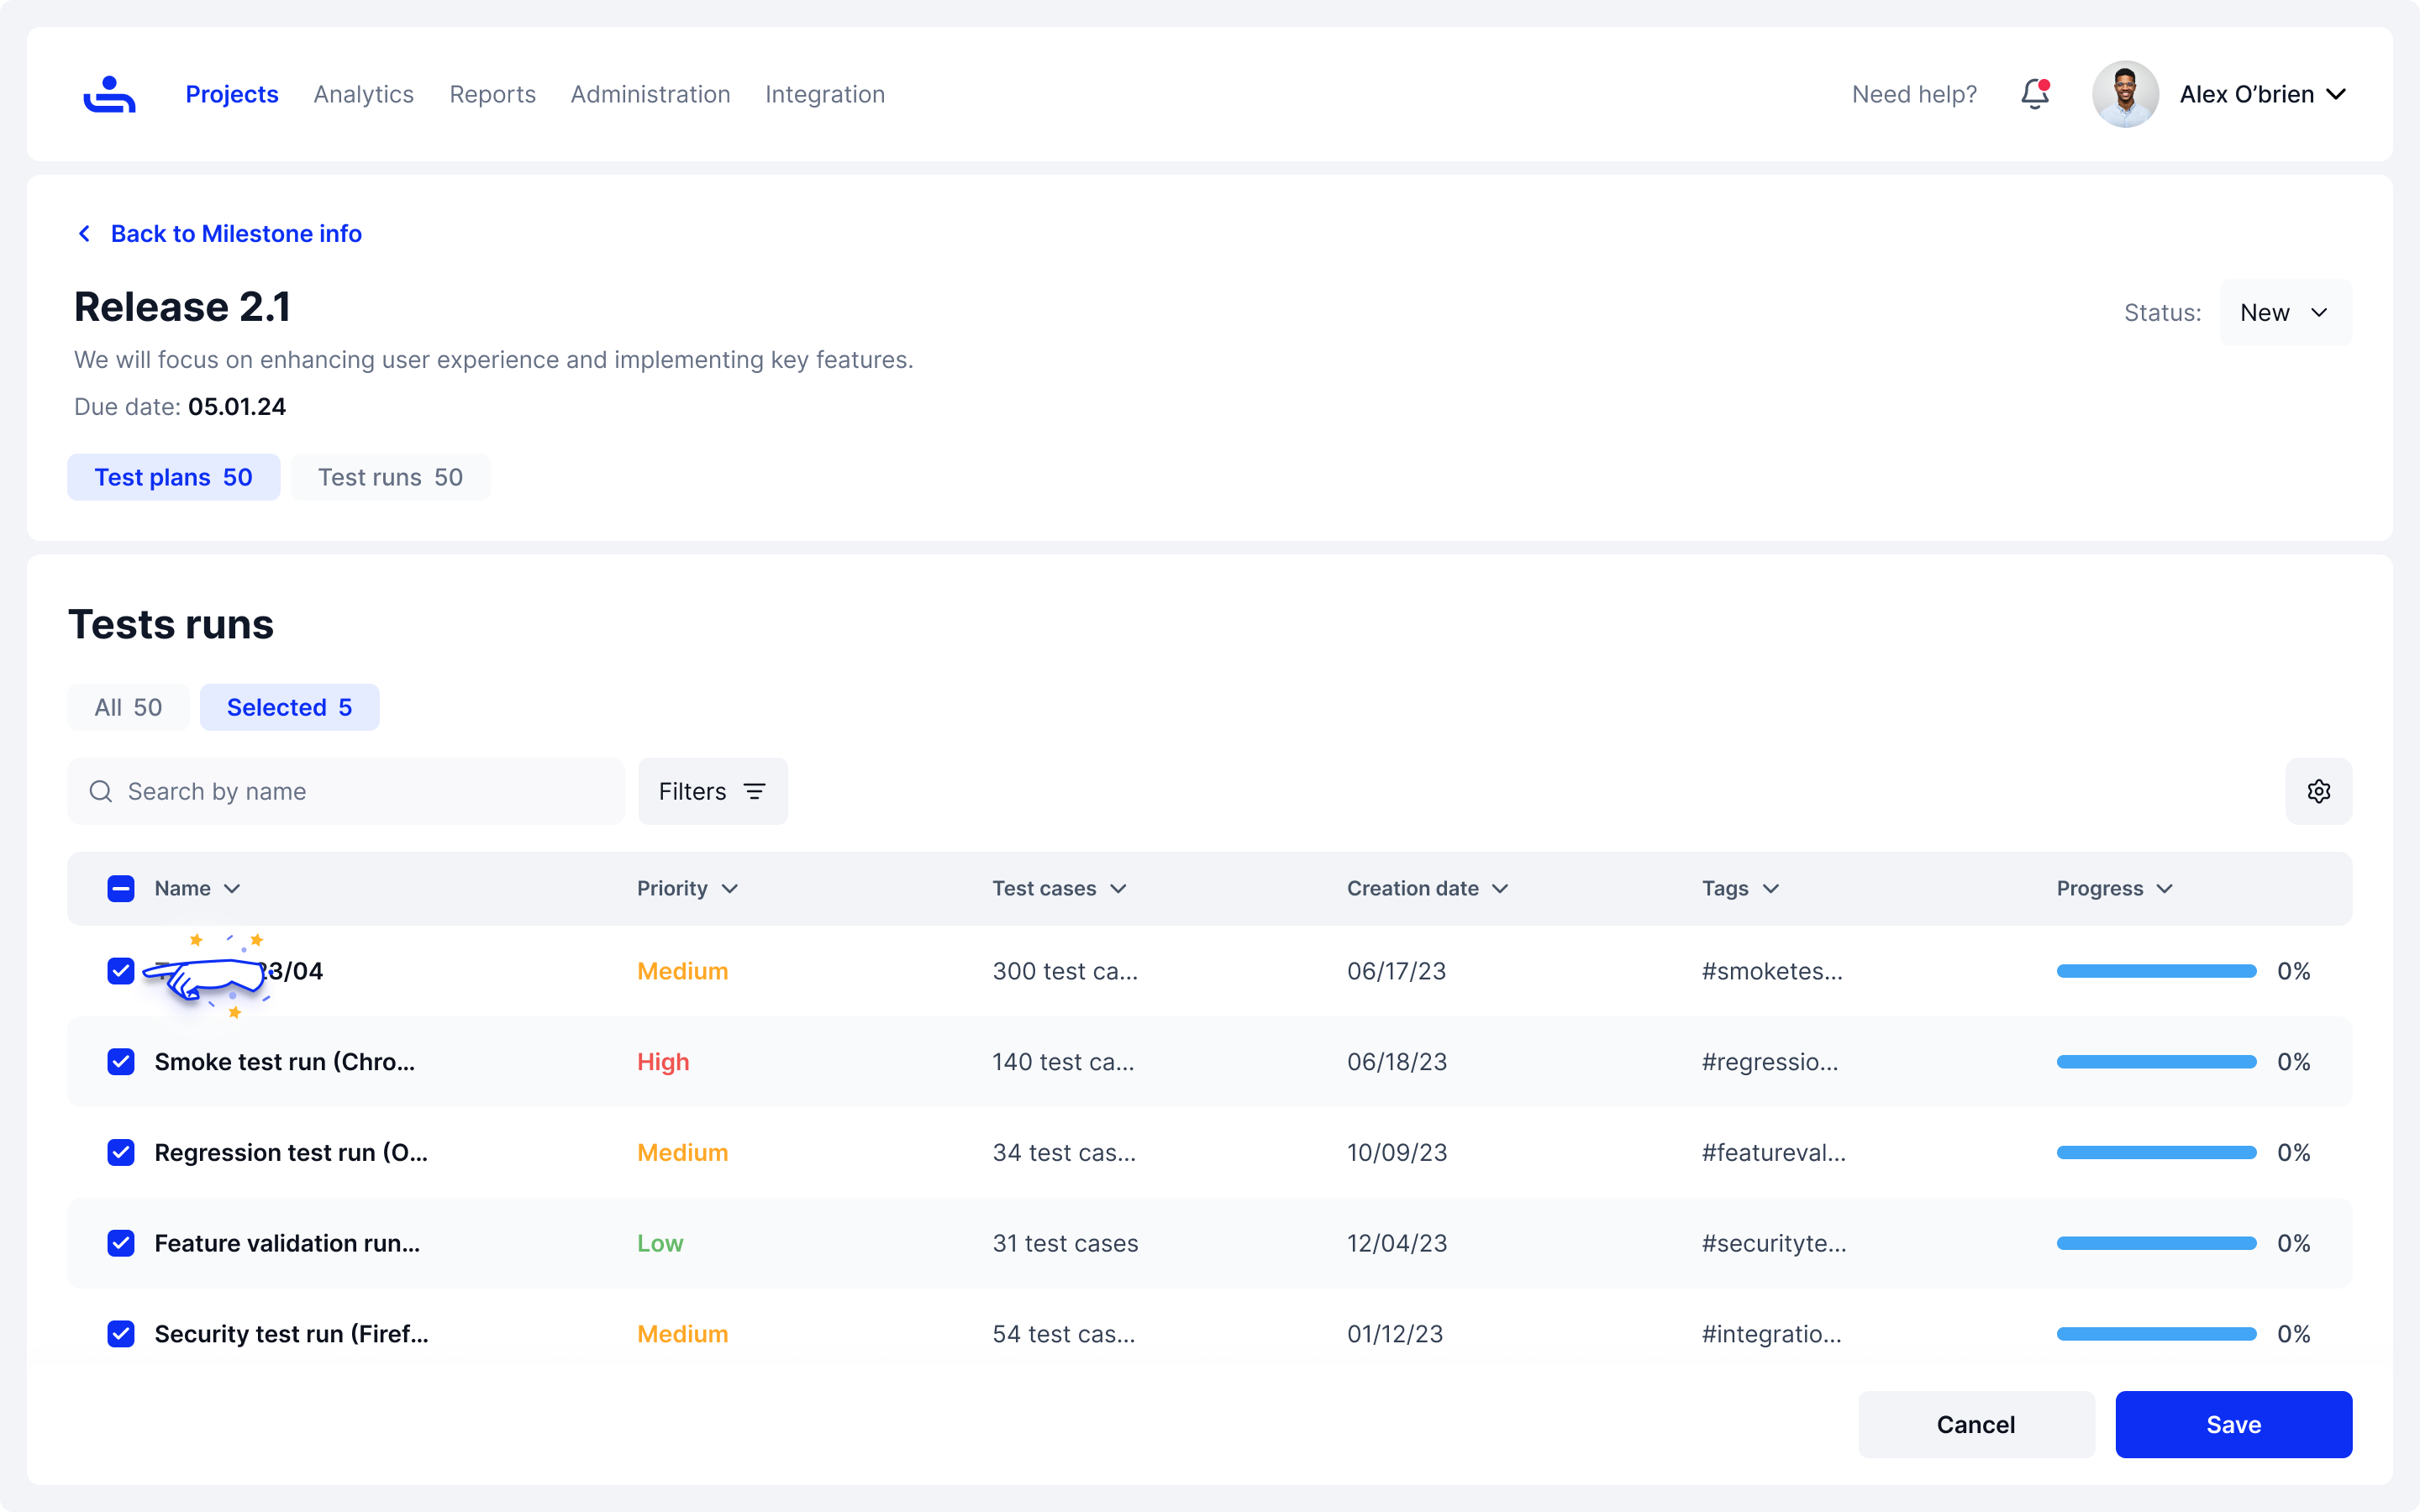 Projects Analytics Reports Administration Integration Need help? Alex O’brien
Back to Milestone info
Release 2.1
Status: New
We will focus on enhancing user experience and implementing key features.
Due date: 05.01.24
Test plans 50 Test runs 50
Tests runs
All 50 Selected 5
Search by name Filters
Name Priority Test cases Creation date Tags Progress
3/04 Medium 300 test ca... 06/17/23 #smoketes... 0%
Smoke test run (Chro... High 140 test ca... 06/18/23 #regressio... 0%
Regression test run (O... Medium 34 test cas... 10/09/23 #featureval... 0%
Feature validation run... Low 31 test cases 12/04/23 #securityte... 0%
Security test run (Firef... Medium 54 test cas... 01/12/23 #integratio... 0%
Cancel Save